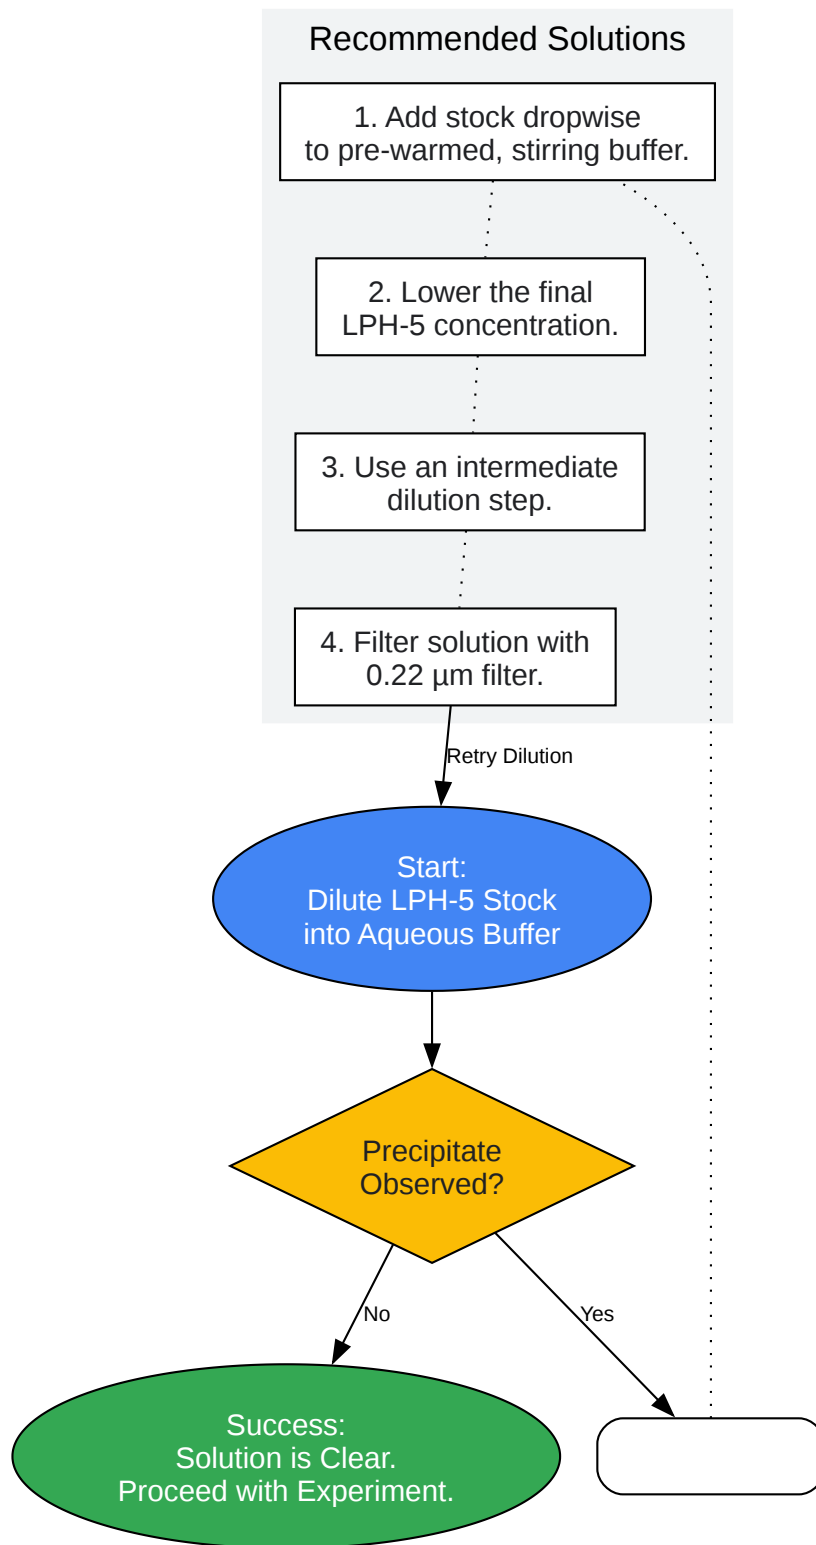 Recommended Solutions
1. Add stock dropwise
to pre-warmed, stirring buffer.
2. Lower the final
LPH-5 concentration.
3. Use an intermediate
dilution step.
4. Filter solution with
0.22 µm filter.
Retry Dilution
Start:
Dilute LPH-5 Stock
into Aqueous Buffer
Precipitate
Observed?
No
Yes
Success:
Solution is Clear.
Proceed with Experiment.